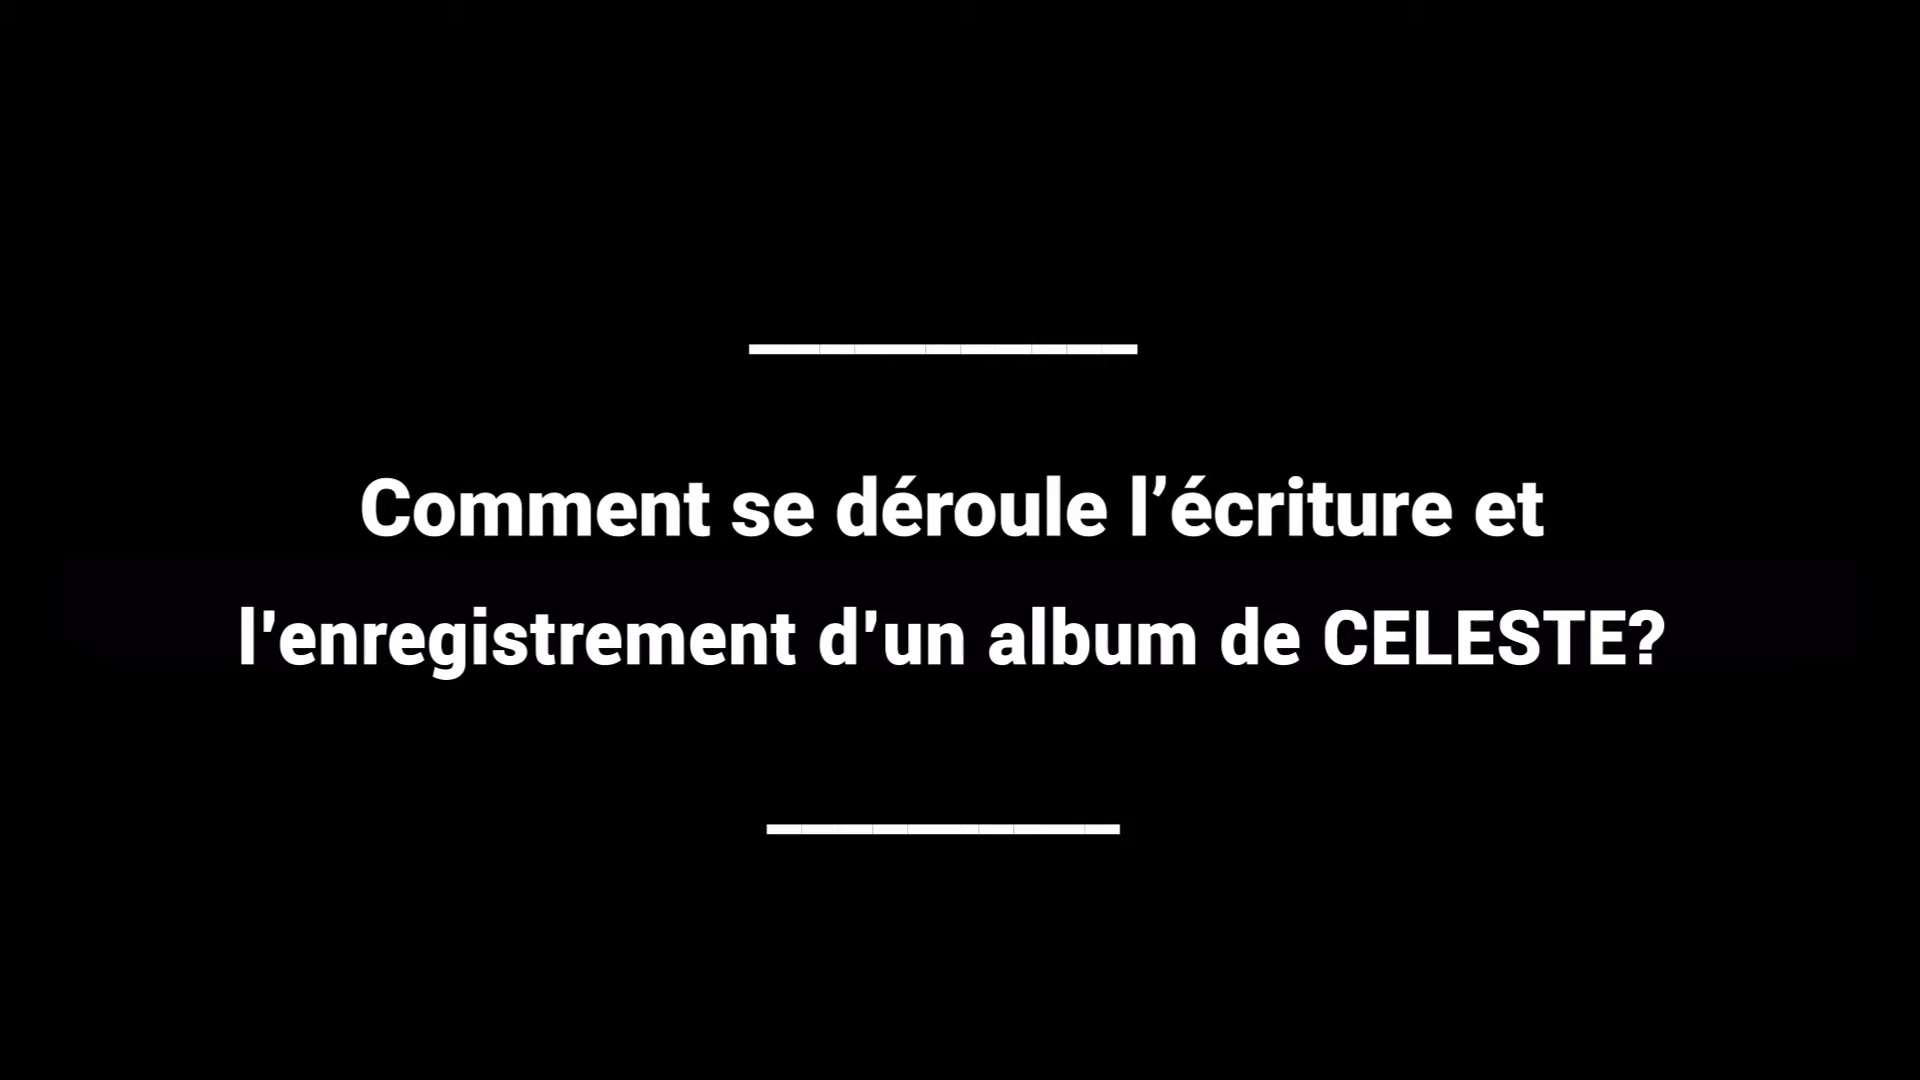 Comment se déroule l’écriture et
l'enregistrement d'un album de CELESTE?